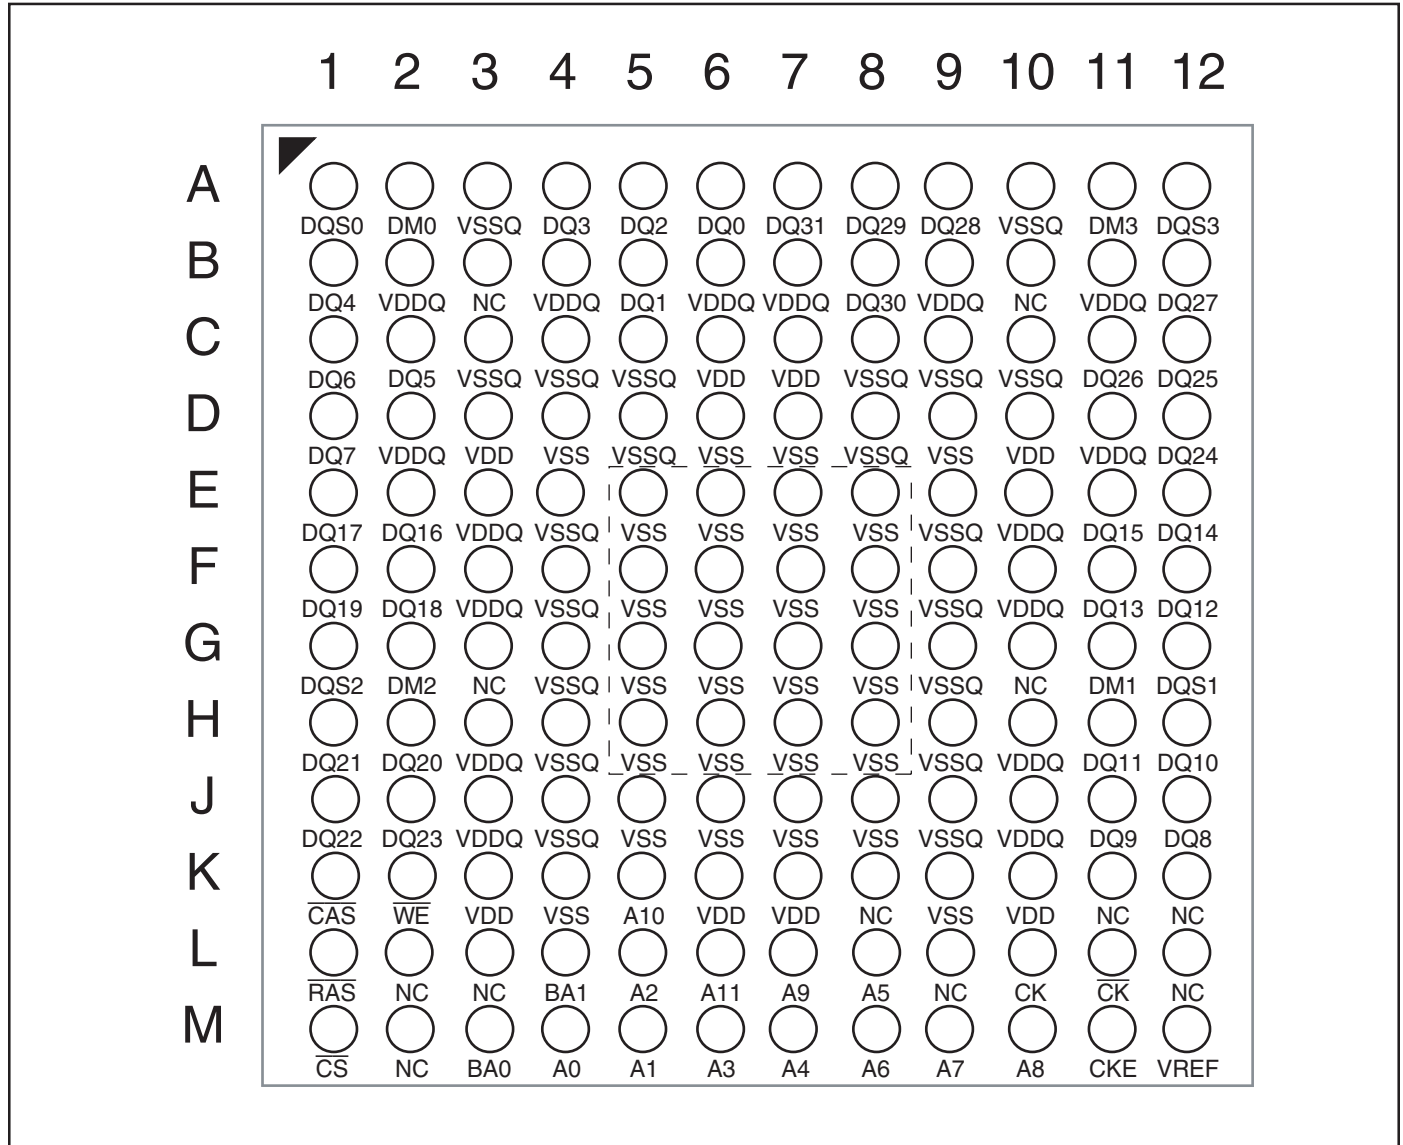 1 2 3 4 5 6 7 8 9 10 11 12
A
DQS0 DM0 VSSQ DQ3 DQ2 DQ0 DQ31 DQ29 DQ28 VSSQ DM3 DQS3
B
DQ4 VDDQ NC VDDQ DQ1 VDDQ VDDQ DQ30 VDDQ NC VDDQ DQ27
C
DQ6 DQ5 VSSQ VSSQ VSSQ VDD VDD VSSQ VSSQ VSSQ DQ26 DQ25
D
DQ7 VDDQ VDD VSS VSSQ VSS VSS VSSQ VSS VDD VDDQ DQ24
E
DQ17 DQ16 VDDQ VSSQ VSS VSS VSS VSS VSSQ VDDQ DQ15 DQ14
F
DQ19 DQ18 VDDQ VSSQ VSS VSS VSS VSS VSSQ VDDQ DQ13 DQ12
G
DQS2 DM2 NC VSSQ VSS VSS VSS VSS VSSQ NC DM1 DQS1
H
DQ21 DQ20 VDDQ VSSQ VSS VSS VSS VSS VSSQ VDDQ DQ11 DQ10
J
DQ22 DQ23 VDDQ VSSQ VSS VSS VSS VSS VSSQ VDDQ DQ9 DQ8
K
C̅A̅S̅ W̅E̅ VDD VSS A10 VDD VDD NC VSS VDD NC NC
L
R̅A̅S̅ NC NC BA1 A2 A11 A9 A5 NC CK C̅K̅ NC
M
C̅S̅ NC BA0 A0 A1 A3 A4 A6 A7 A8 CKE VREF